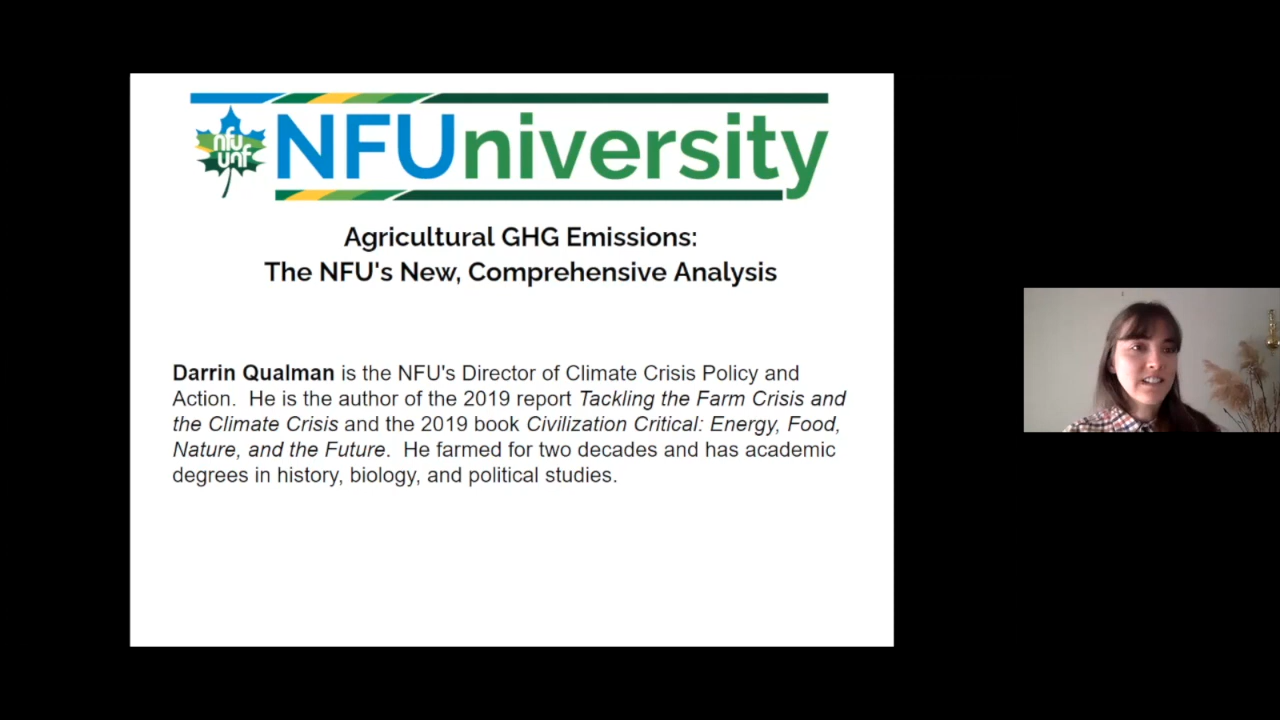 nfu
unf
NFUniversity
Agricultural GHG Emissions:
The NFU's New, Comprehensive Analysis
Darrin Qualman is the NFU's Director of Climate Crisis Policy and
Action.  He is the author of the 2019 report Tackling the Farm Crisis and
the Climate Crisis and the 2019 book Civilization Critical: Energy, Food,
Nature, and the Future.  He farmed for two decades and has academic
degrees in history, biology, and political studies.